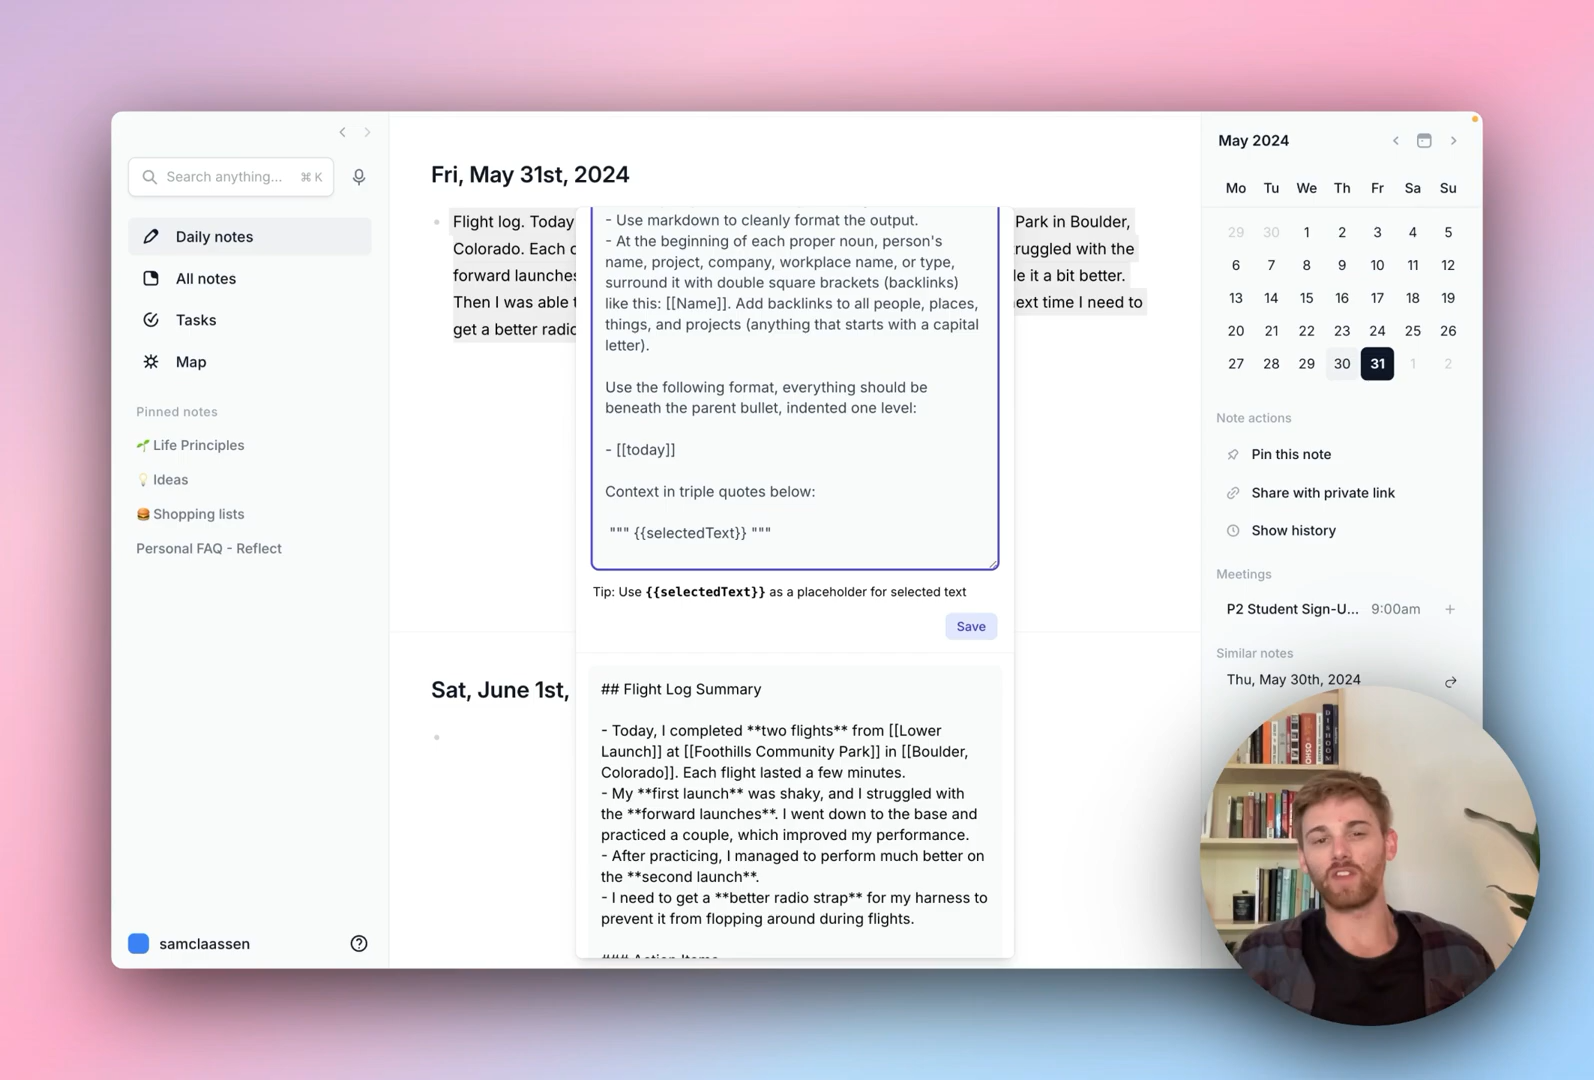 Search anything... ⌘ K
Daily notes
All notes
Tasks
Map
Pinned notes
🌱 Life Principles
💡 Ideas
🍔 Shopping lists
Personal FAQ - Reflect
samclaassen
Fri, May 31st, 2024
Flight log. Today
Park in Boulder,
Colorado. Each
ruggled with the
forward launches
le it a bit better.
Then I was able
next time I need to
get a better radio
- Use markdown to cleanly format the output.
- At the beginning of each proper noun, person's
name, project, company, workplace name, or type,
surround it with double square brackets (backlinks)
like this: [[Name]]. Add backlinks to all people, places,
things, and projects (anything that starts with a capital
letter).
Use the following format, everything should be
beneath the parent bullet, indented one level:
- [[today]]
Context in triple quotes below:
""" {{selectedText}} """
Tip: Use {{selectedText}} as a placeholder for selected text
Save
## Flight Log Summary
- Today, I completed **two flights** from [[Lower
Launch]] at [[Foothills Community Park]] in [[Boulder,
Colorado]]. Each flight lasted a few minutes.
- My **first launch** was shaky, and I struggled with
the **forward launches**. I went down to the base and
practiced a couple, which improved my performance.
- After practicing, I managed to perform much better on
the **second launch**.
- I need to get a **better radio strap** for my harness to
prevent it from flopping around during flights.
### Action Items
Sat, June 1st,
May 2024
Mo Tu We Th Fr Sa Su
29 30 1 2 3 4 5
6 7 8 9 10 11 12
13 14 15 16 17 18 19
20 21 22 23 24 25 26
27 28 29 30 31 1 2
Note actions
Pin this note
Share with private link
Show history
Meetings
P2 Student Sign-U... 9:00am +
Similar notes
Thu, May 30th, 2024